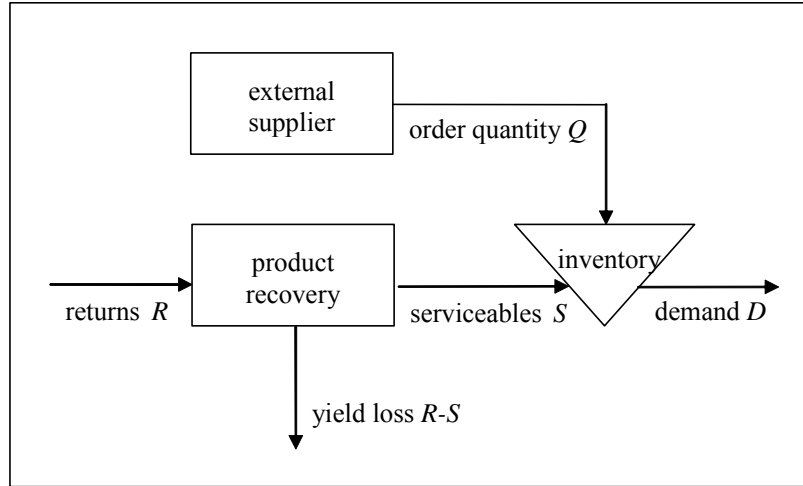 external
supplier
order quantity Q
product
recovery
inventory
returns R
serviceables S
demand D
yield loss R-S